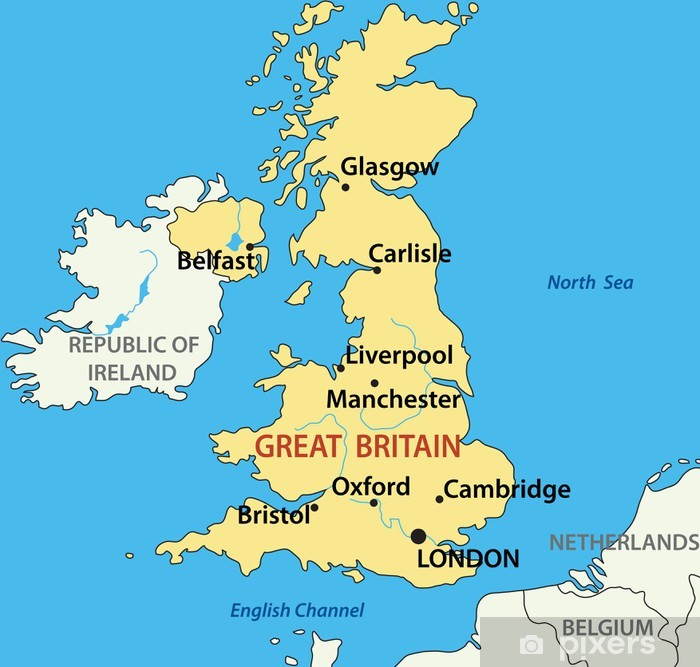 Glasgow
Belfast
Carlisle
North Sea
REPUBLIC OF
IRELAND
Liverpool
Manchester
GREAT BRITAIN
Oxford
Cambridge
Bristol
NETHERLANDS
LONDON
English Channel
BELGIUM
pixers